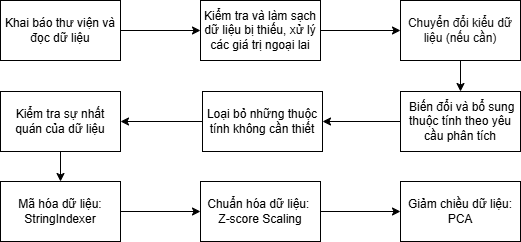 Khai báo thư viện và
đọc dữ liệu
Kiểm tra và làm sạch
dữ liệu bị thiếu, xử lý
các giá trị ngoại lai
Chuyển đổi kiểu dữ
liệu (nếu cần)
Biến đổi và bổ sung
thuộc tính theo yêu
cầu phân tích
Loại bỏ những thuộc
tính không cần thiết
Kiểm tra sự nhất
quán của dữ liệu
Mã hóa dữ liệu:
StringIndexer
Chuẩn hóa dữ liệu:
Z-score Scaling
Giảm chiều dữ liệu:
PCA